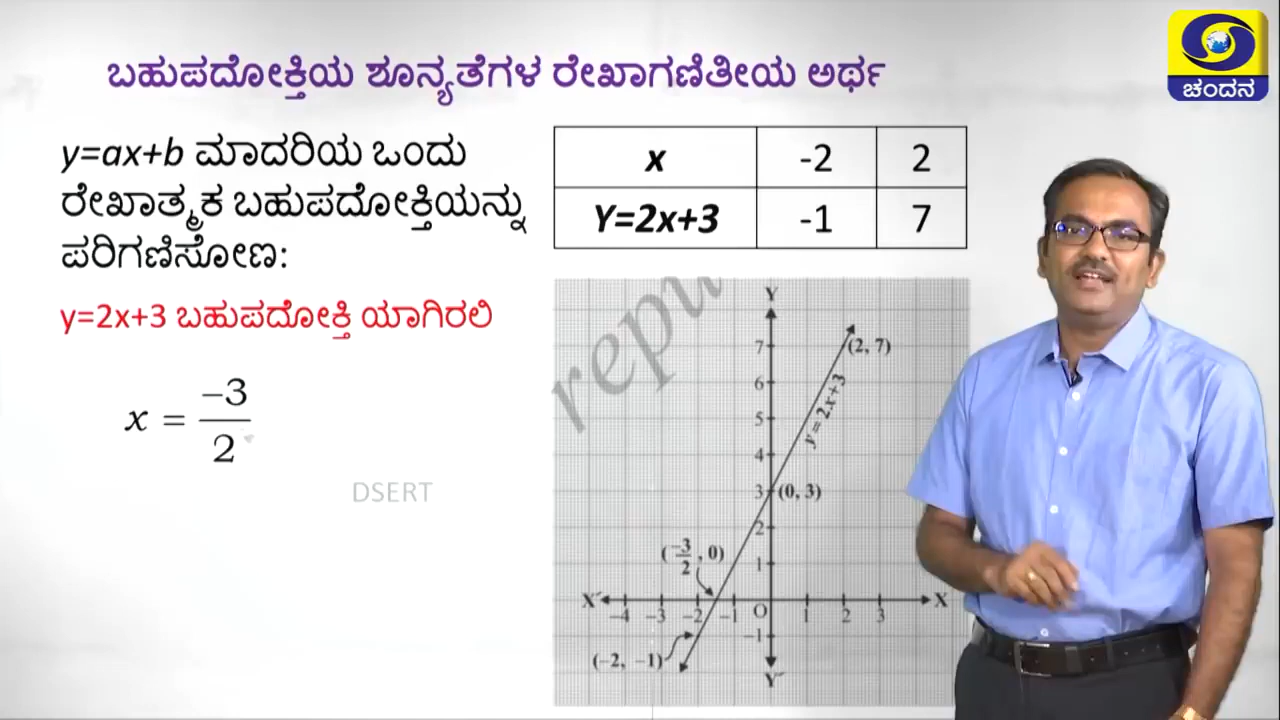 ಬಹುಪದೋಕ್ತಿಯ ಶೂನ್ಯತೆಗಳ ರೇಖಾಗಣಿತೀಯ ಅರ್ಥ
ಚಂದನ
y=ax+b ಮಾದರಿಯ ಒಂದು
ರೇಖಾತ್ಮಕ ಬಹುಪದೋಕ್ತಿಯನ್ನು
ಪರಿಗಣಿಸೋಣ:
y=2x+3 ಬಹುಪದೋಕ್ತಿ ಯಾಗಿರಲಿ
x = -3/2
DSERT
x -2 2
Y=2x+3 -1 7
repu
Y
7 (2, 7)
6
y = 2x+3
5
4
3 (0, 3)
2
(-3/2 , 0)
1
X′ X
-4 -3 -2 -1 O 1 2 3
-1
(-2, -1)
Y′